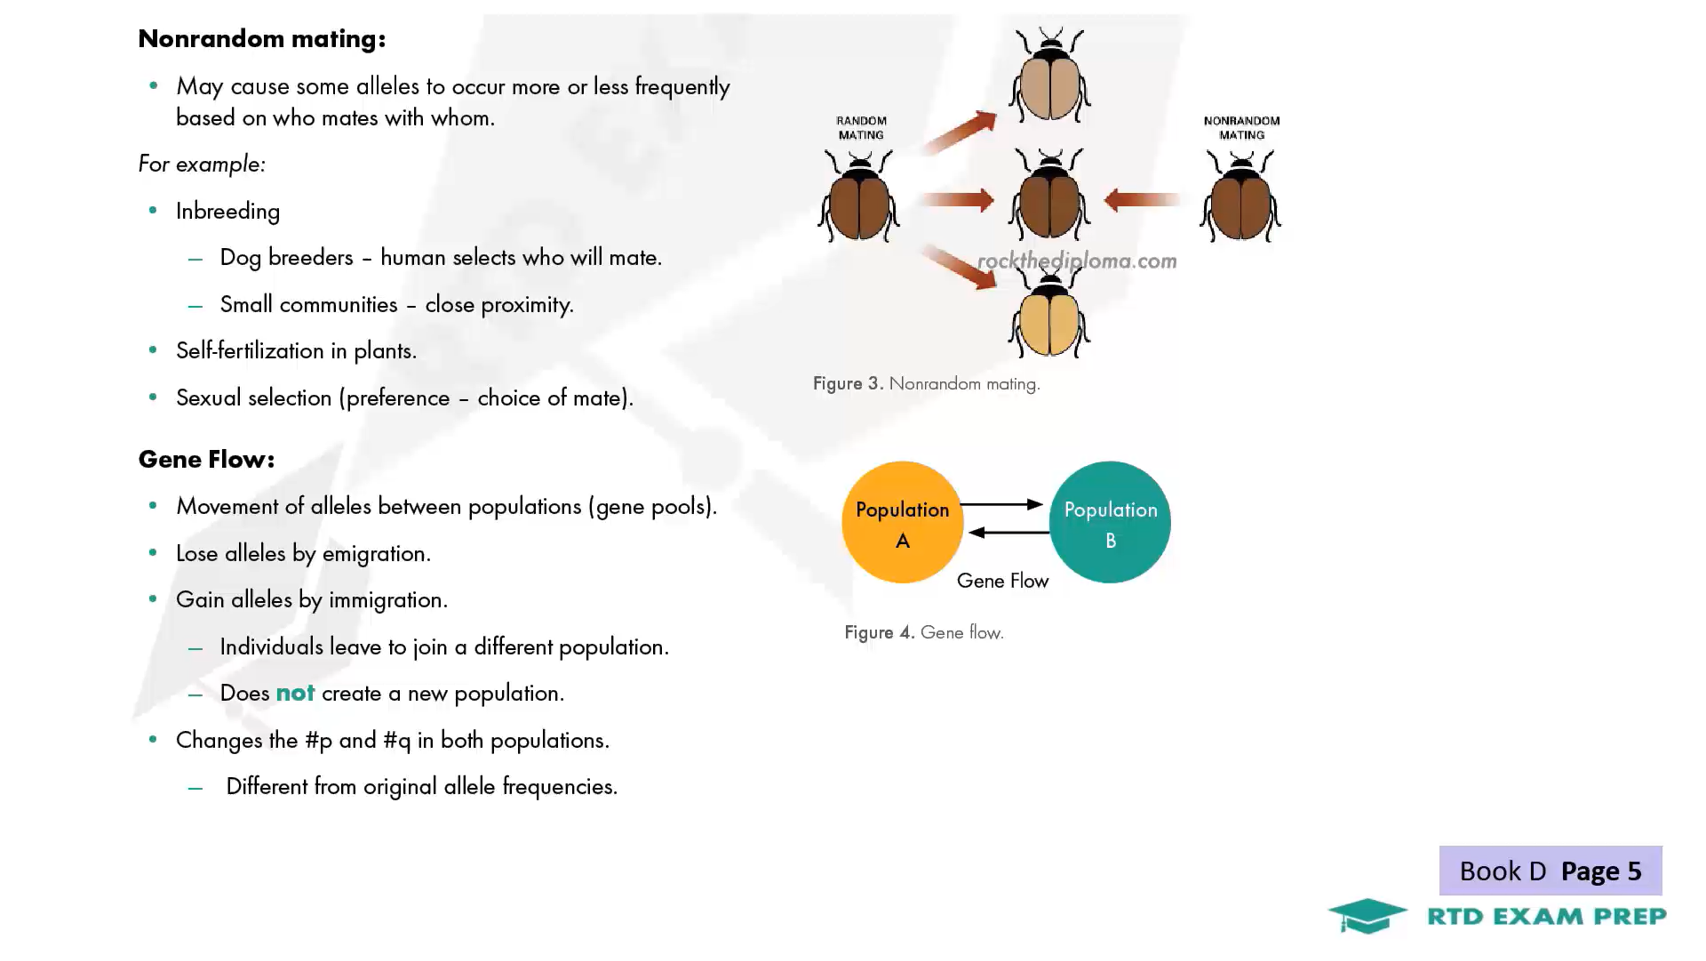 Nonrandom mating:
• May cause some alleles to occur more or less frequently
based on who mates with whom.
For example:
• Inbreeding
– Dog breeders – human selects who will mate.
– Small communities – close proximity.
• Self-fertilization in plants.
• Sexual selection (preference – choice of mate).
RANDOM
MATING
NONRANDOM
MATING
rockthediploma.com
Figure 3. Nonrandom mating.
Gene Flow:
• Movement of alleles between populations (gene pools).
• Lose alleles by emigration.
• Gain alleles by immigration.
– Individuals leave to join a different population.
– Does not create a new population.
• Changes the #p and #q in both populations.
– Different from original allele frequencies.
Population
A
Population
B
Gene Flow
Figure 4. Gene flow.
Book D Page 5
RTD EXAM PREP